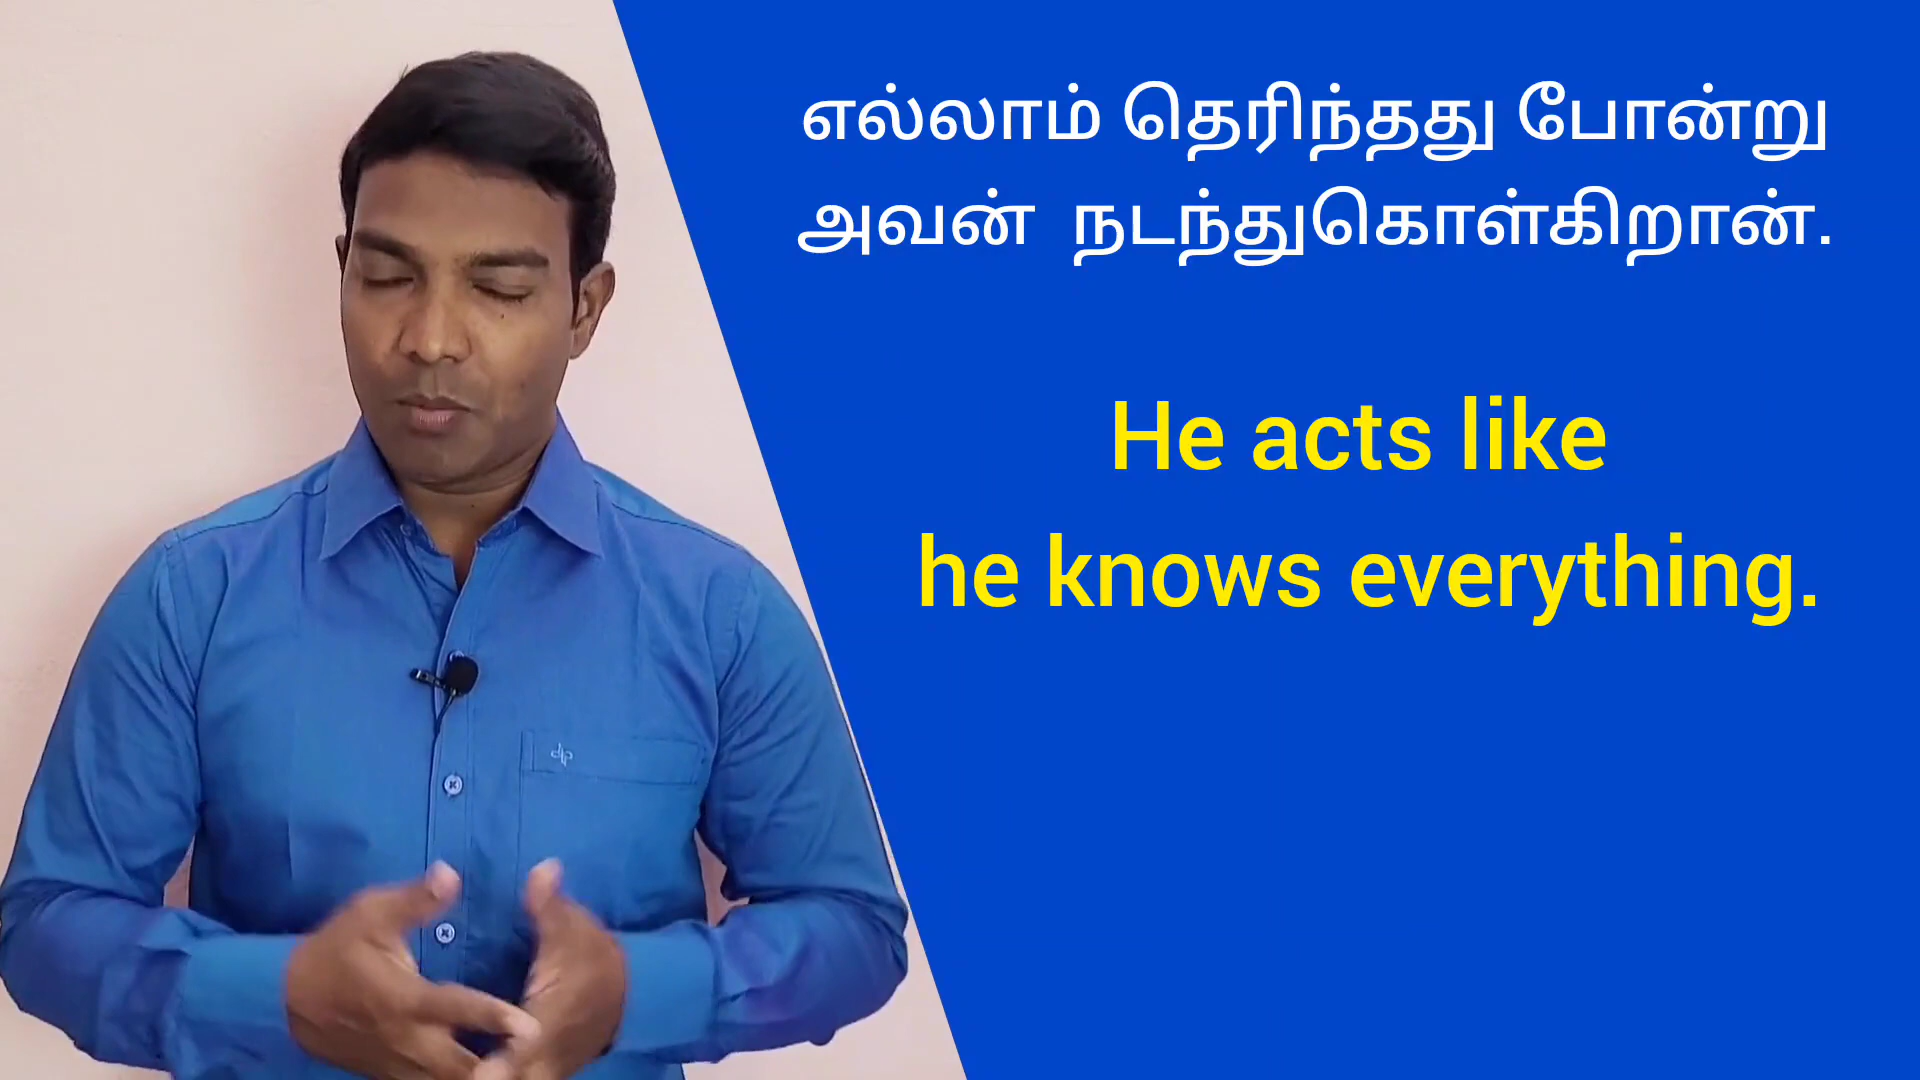 எல்லாம் தெரிந்தது போன்று
அவன் நடந்துகொள்கிறான்.
He acts like
he knows everything.